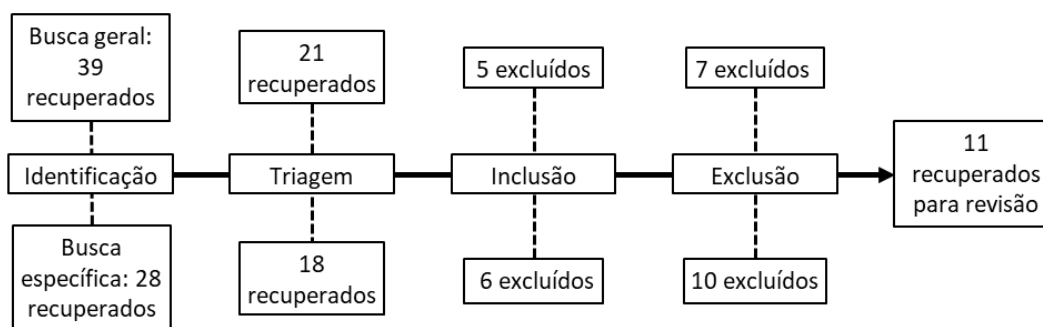 Busca geral:
39
recuperados
21
recuperados
5 excluídos
7 excluídos
Identificação
Triagem
Inclusão
Exclusão
11
recuperados
para revisão
Busca
específica: 28
recuperados
18
recuperados
6 excluídos
10 excluídos